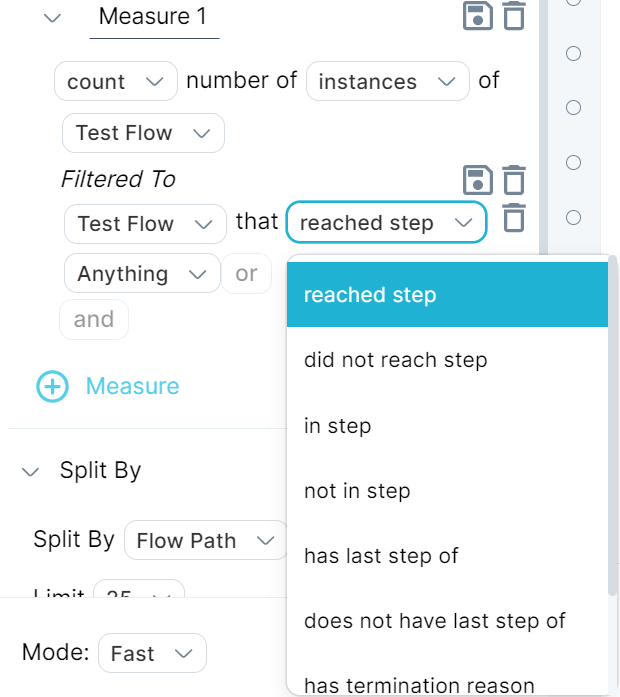 Measure 1
count number of instances of
Test Flow
Filtered To
Test Flow that reached step
Anything or
and
reached step
did not reach step
in step
not in step
has last step of
does not have last step of
has termination reason
Measure
Split By
Split By Flow Path
Limit 25
Mode: Fast